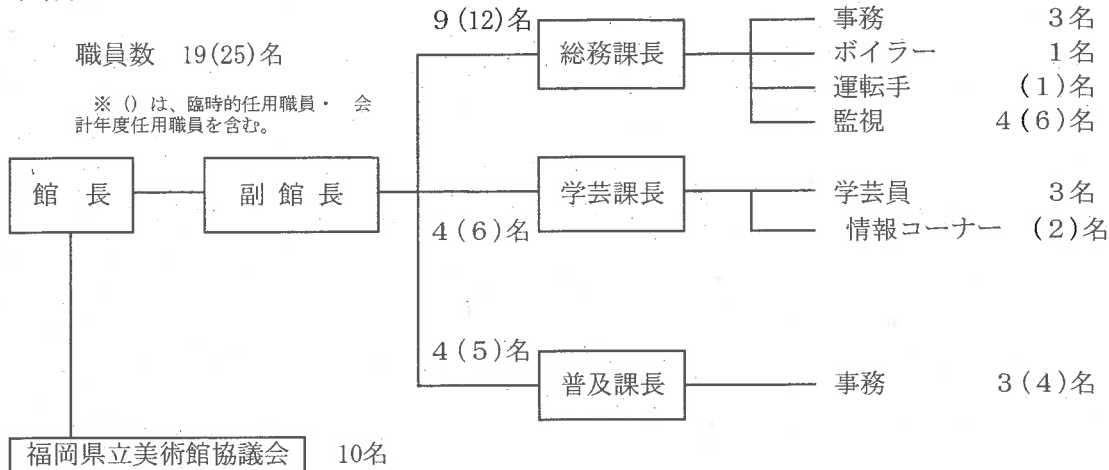 職員数 19(25)名
※ () は、臨時的任用職員・ 会
計年度任用職員を含む。
館 長
副 館 長
9(12)名
総務課長
事務 3名
ボイラー 1名
運転手 (1)名
監視 4(6)名
4(6)名
学芸課長
学芸員 3名
情報コーナー (2)名
4(5)名
普及課長
事務 3(4)名
福岡県立美術館協議会 10名